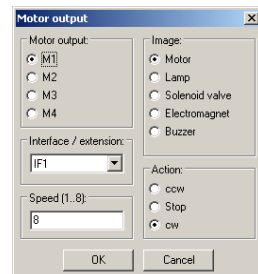 Motor output
Motor output:
M1
M2
M3
M4
Interface / extension:
IF1
Speed (1..8):
8
Image:
Motor
Lamp
Solenoid valve
Electromagnet
Buzzer
Action:
ccw
Stop
cw
OK
Cancel